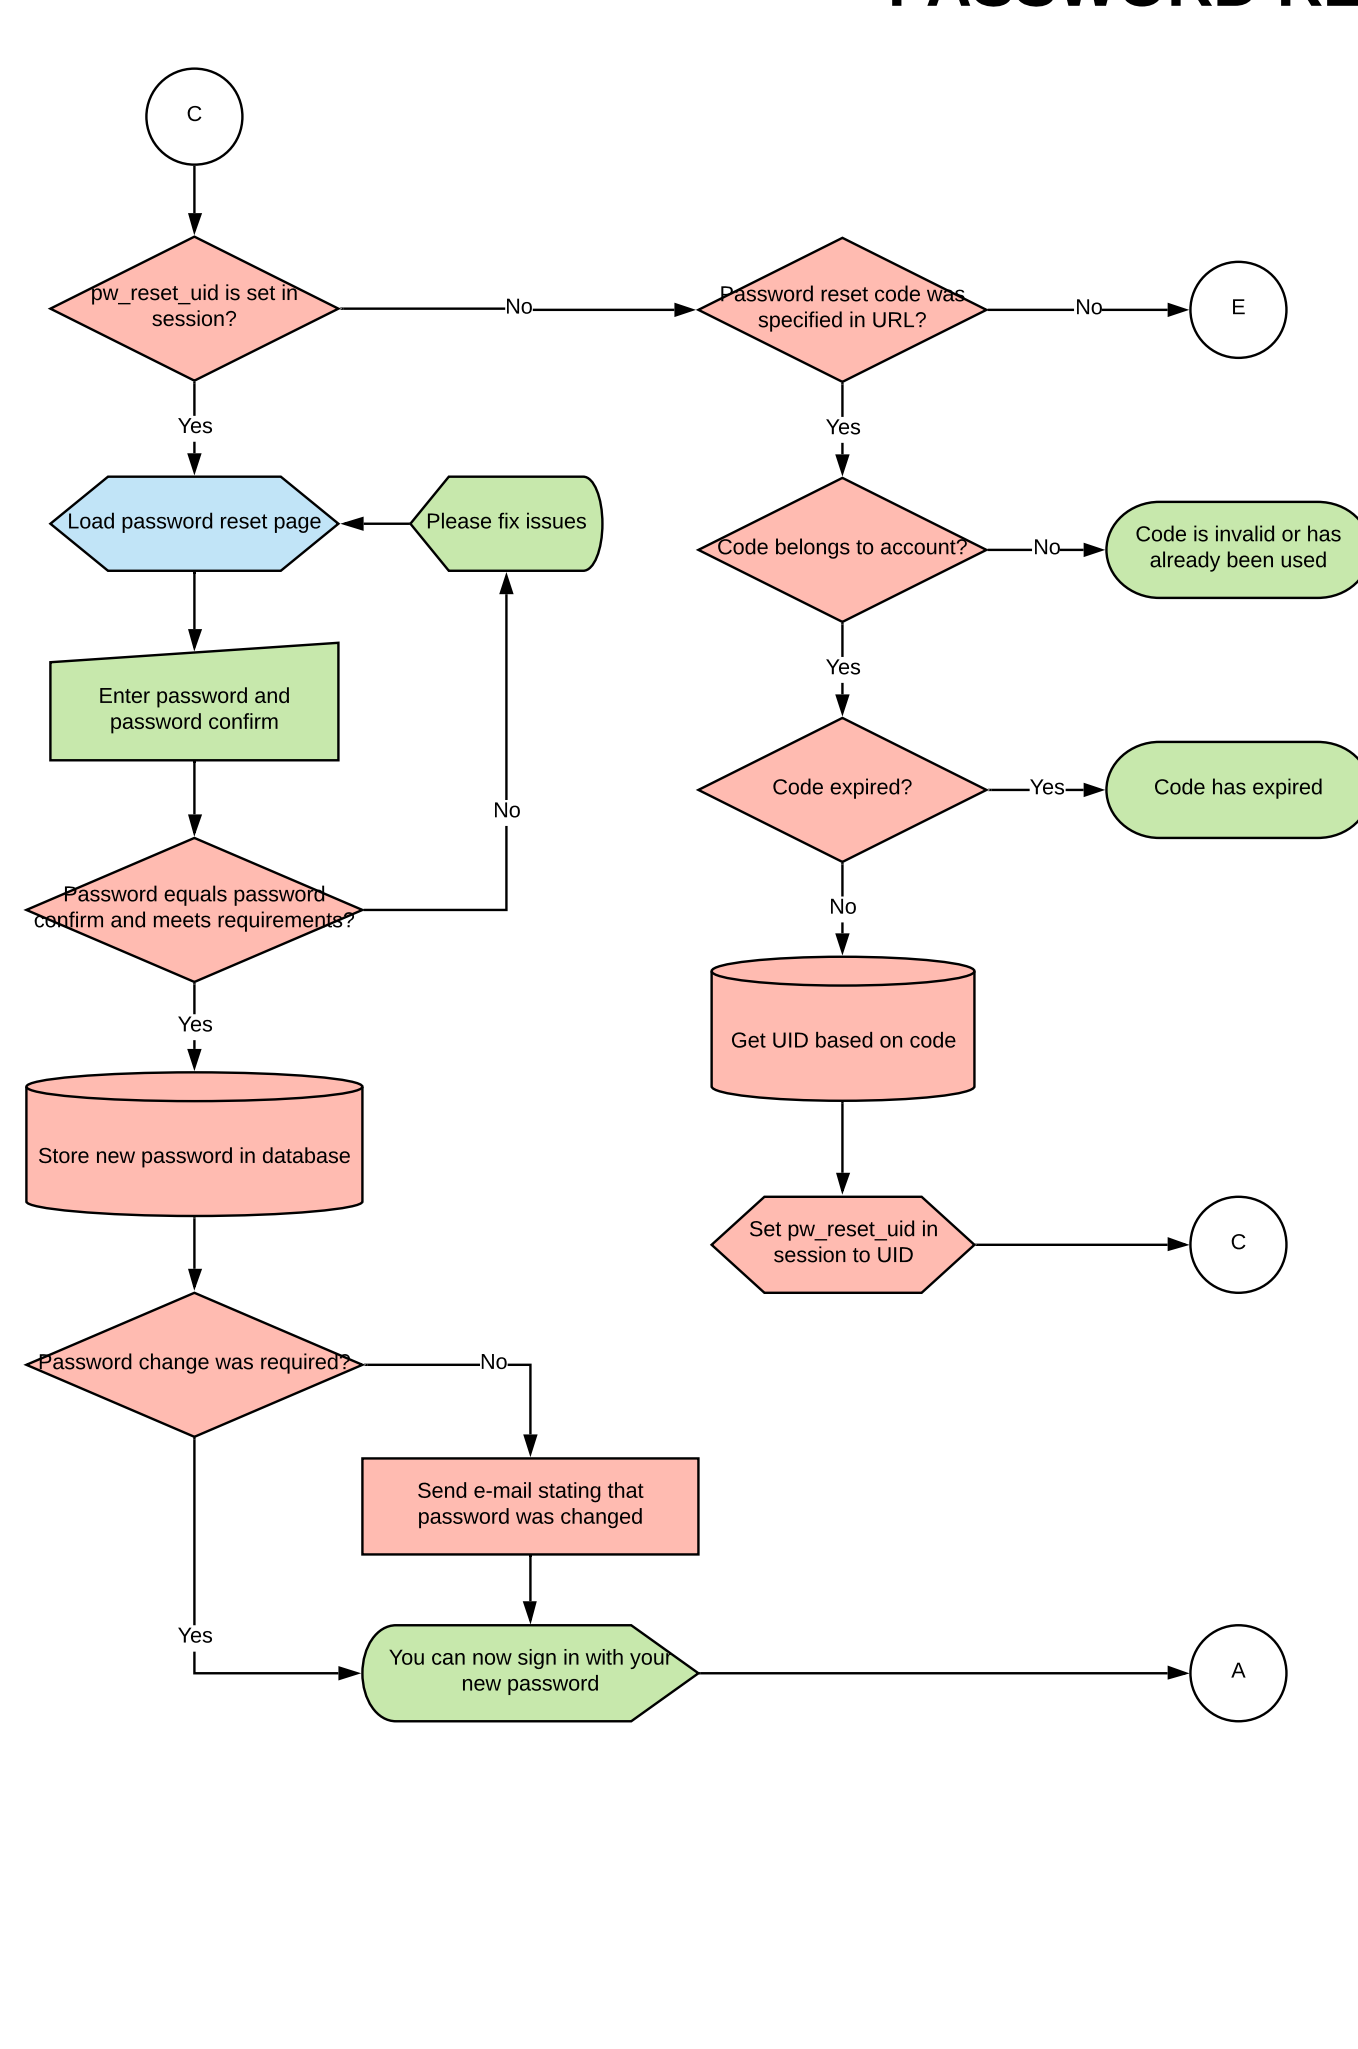 C
pw_reset_uid is set in
session?
No
Password reset code was
specified in URL?
No
E
Yes
Yes
Load password reset page
Please fix issues
Code belongs to account?
No
Code is invalid or has
already been used
Yes
Enter password and
password confirm
Code expired?
Yes
Code has expired
No
Password equals password
confirm and meets requirements?
No
Yes
Get UID based on code
Store new password in database
Set pw_reset_uid in
session to UID
C
Password change was required?
No
Send e-mail stating that
password was changed
Yes
You can now sign in with your
new password
A